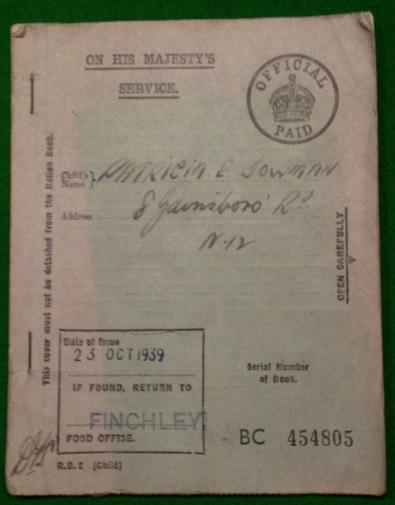 ON HIS MAJESTY'S
SERVICE.
OFFICIAL
PAID
Child's Name } PATRICIA E. BOWMAN
Address 8 Gainsboro' Rd
N.12
This cover must not be detached from the Ration Book.
OPEN CAREFULLY
Date of Issue
23 OCT 1939
IF FOUND, RETURN TO
FINCHLEY
FOOD OFFICE.
Serial Number
of Book.
BC 454805
R.B. 2 [Child]